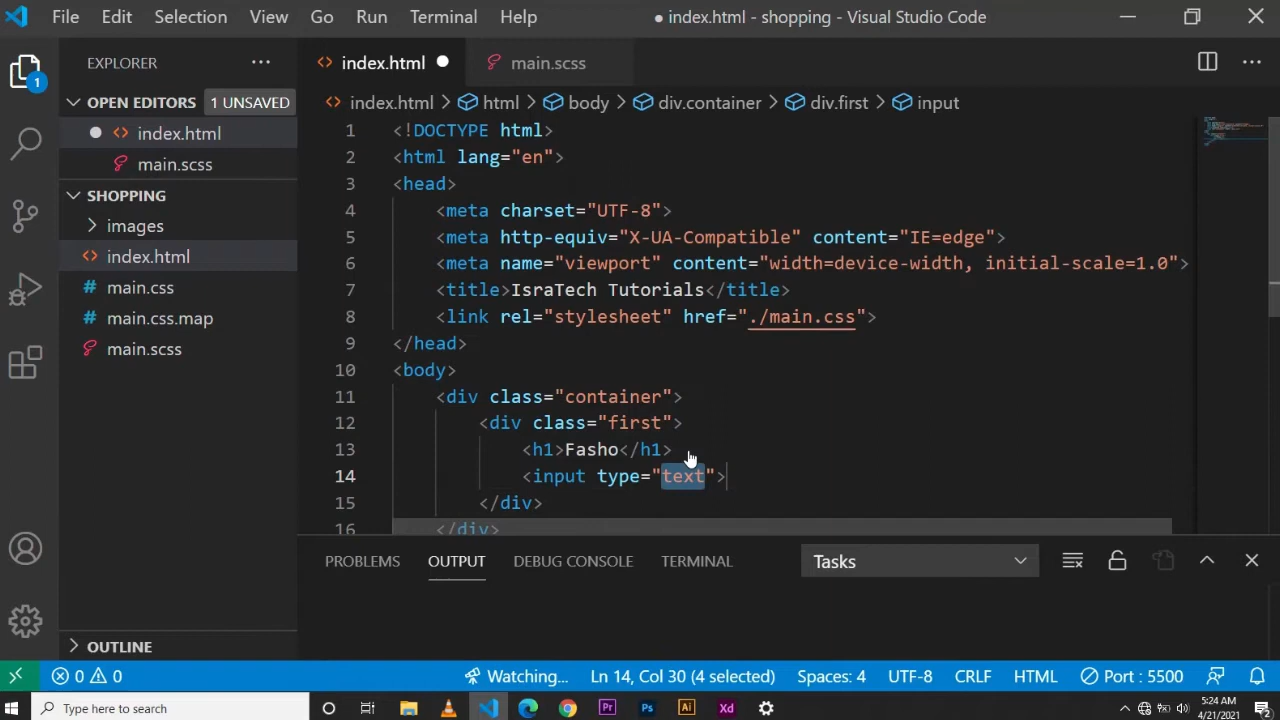 File Edit Selection View Go Run Terminal Help ● index.html - shopping - Visual Studio Code
EXPLORER ···
index.html
main.scss
1
OPEN EDITORS 1 UNSAVED
index.html
main.scss
SHOPPING
images
index.html
main.css
main.css.map
main.scss
OUTLINE
index.html > html > body > div.container > div.first > input
1 <!DOCTYPE html>
2 <html lang="en">
3 <head>
4 <meta charset="UTF-8">
5 <meta http-equiv="X-UA-Compatible" content="IE=edge">
6 <meta name="viewport" content="width=device-width, initial-scale=1.0">
7 <title>IsraTech Tutorials</title>
8 <link rel="stylesheet" href="./main.css">
9 </head>
10 <body>
11 <div class="container">
12 <div class="first">
13 <h1>Fasho</h1>
14 <input type="text">
15 </div>
16 </div>
PROBLEMS OUTPUT DEBUG CONSOLE TERMINAL Tasks
0 0 Watching... Ln 14, Col 30 (4 selected) Spaces: 4 UTF-8 CRLF HTML Port : 5500
Type here to search
Pr Ps Ai Xd
5:24 AM
4/21/2021
2